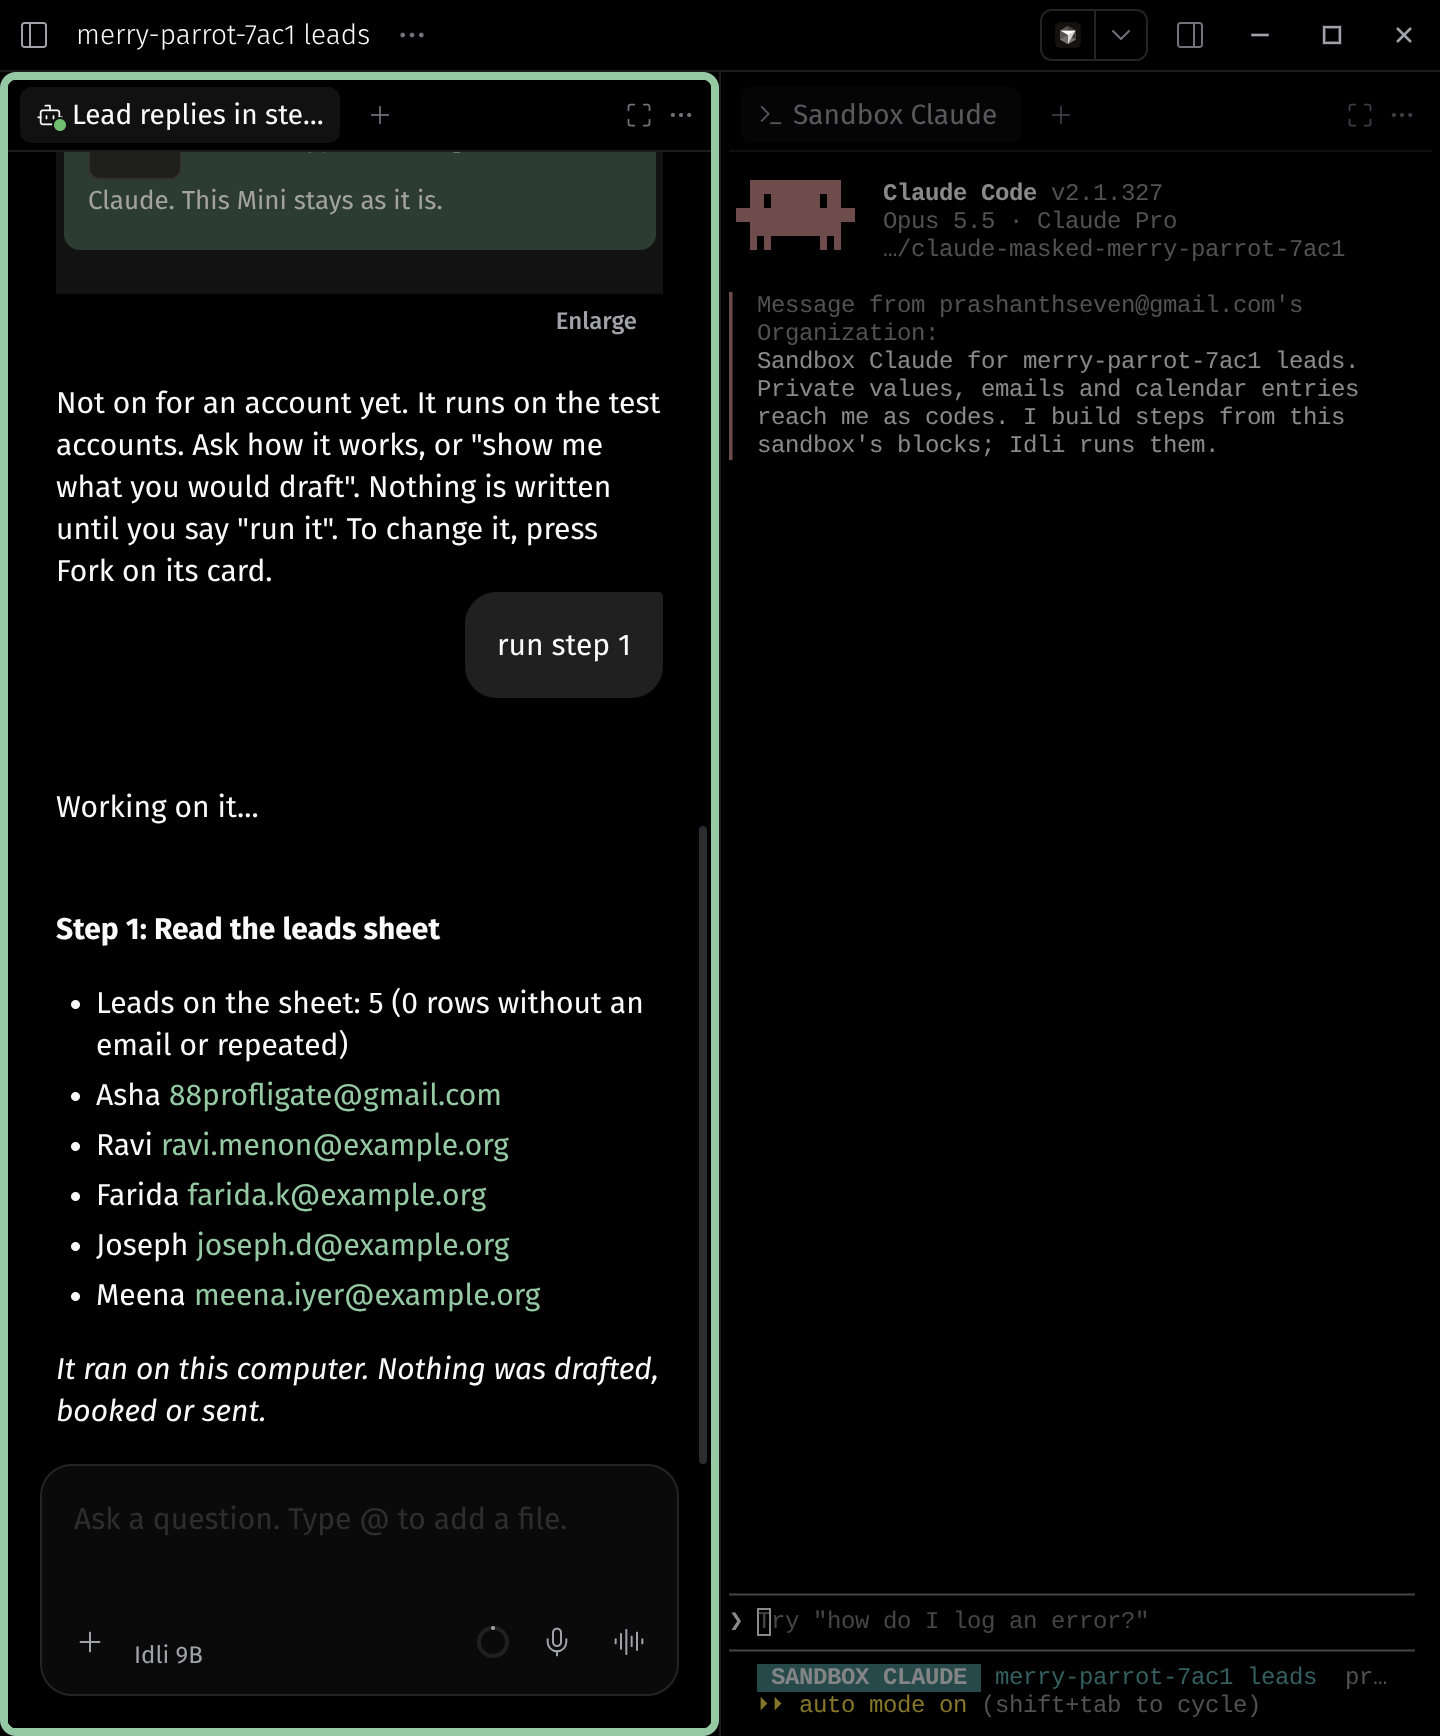 merry-parrot-7ac1 leads
Lead replies in ste...
Claude. This Mini stays as it is.
Enlarge
Not on for an account yet. It runs on the test
accounts. Ask how it works, or "show me
what you would draft". Nothing is written
until you say "run it". To change it, press
Fork on its card.
run step 1
Working on it...
Step 1: Read the leads sheet
• Leads on the sheet: 5 (0 rows without an
email or repeated)
• Asha 88profligate@gmail.com
• Ravi ravi.menon@example.org
• Farida farida.k@example.org
• Joseph joseph.d@example.org
• Meena meena.iyer@example.org
It ran on this computer. Nothing was drafted,
booked or sent.
Ask a question. Type @ to add a file.
Idli 9B
Sandbox Claude
Claude Code v2.1.327
Opus 5.5 · Claude Pro
…/claude-masked-merry-parrot-7ac1
Message from prashanthseven@gmail.com's
Organization:
Sandbox Claude for merry-parrot-7ac1 leads.
Private values, emails and calendar entries
reach me as codes. I build steps from this
sandbox's blocks; Idli runs them.
❯ Try "how do I log an error?"
SANDBOX CLAUDE merry-parrot-7ac1 leads pr…
⏵⏵ auto mode on (shift+tab to cycle)